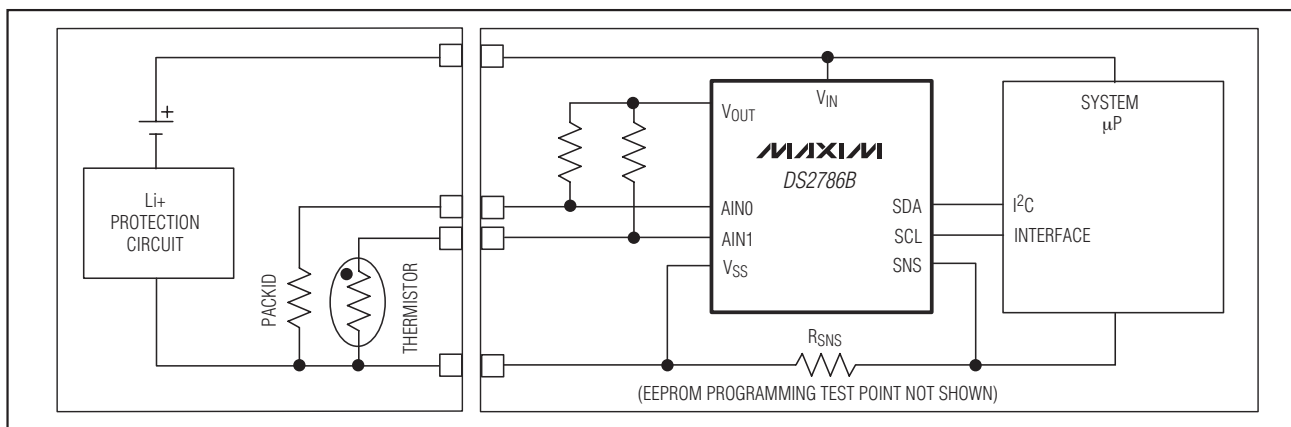 +
Li+
PROTECTION
CIRCUIT
PACKID
THERMISTOR
VOUT
VIN
MAXIM
DS2786B
AIN0
AIN1
VSS
SDA
SCL
SNS
SYSTEM
μP
I²C
INTERFACE
RSNS
(EEPROM PROGRAMMING TEST POINT NOT SHOWN)